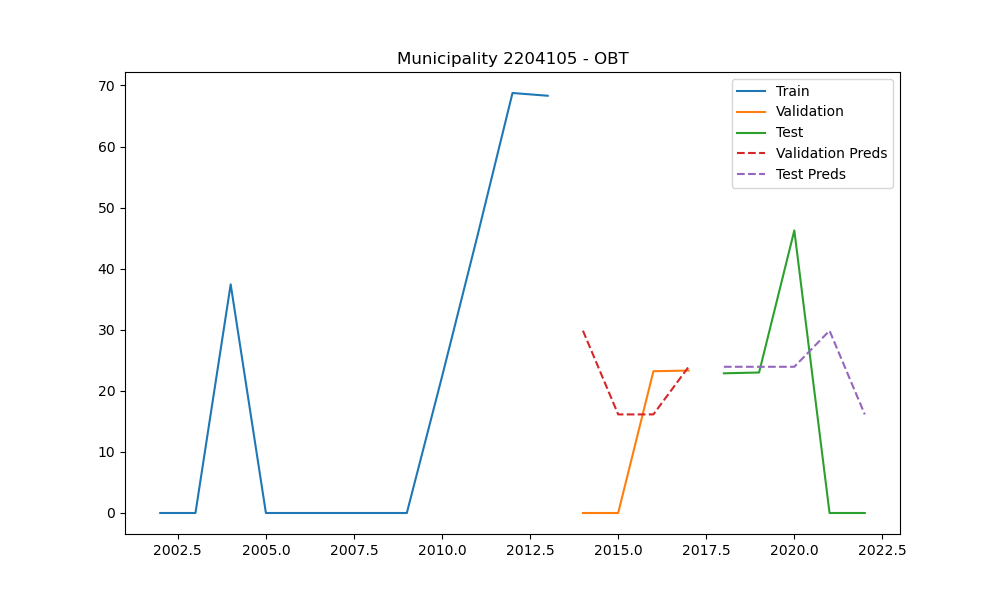 Municipality 2204105 - OBT
70
60
50
40
30
20
10
0
Train
Validation
Test
Validation Preds
Test Preds
2002.5 2005.0 2007.5 2010.0 2012.5 2015.0 2017.5 2020.0 2022.5